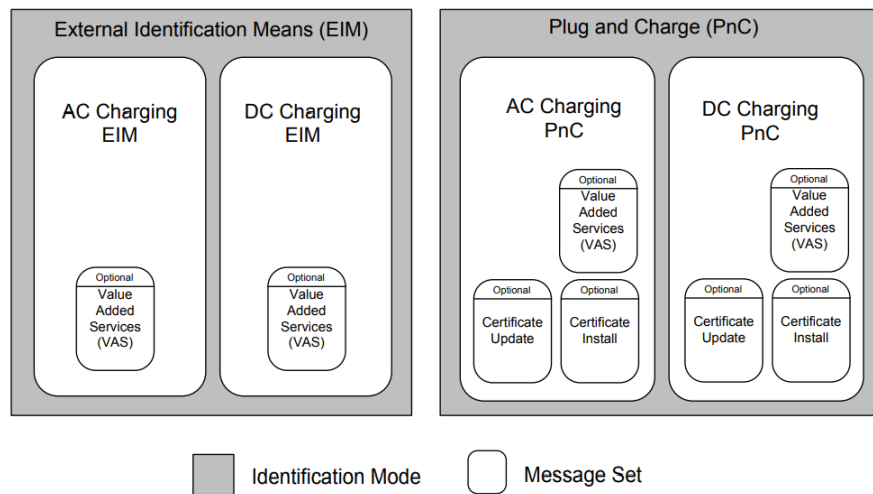 External Identification Means (EIM)
AC Charging
EIM
Optional
Value
Added
Services
(VAS)
DC Charging
EIM
Optional
Value
Added
Services
(VAS)
Plug and Charge (PnC)
AC Charging
PnC
Optional
Value
Added
Services
(VAS)
Optional
Certificate
Update
Optional
Certificate
Install
DC Charging
PnC
Optional
Value
Added
Services
(VAS)
Optional
Certificate
Update
Optional
Certificate
Install
Identification Mode
Message Set